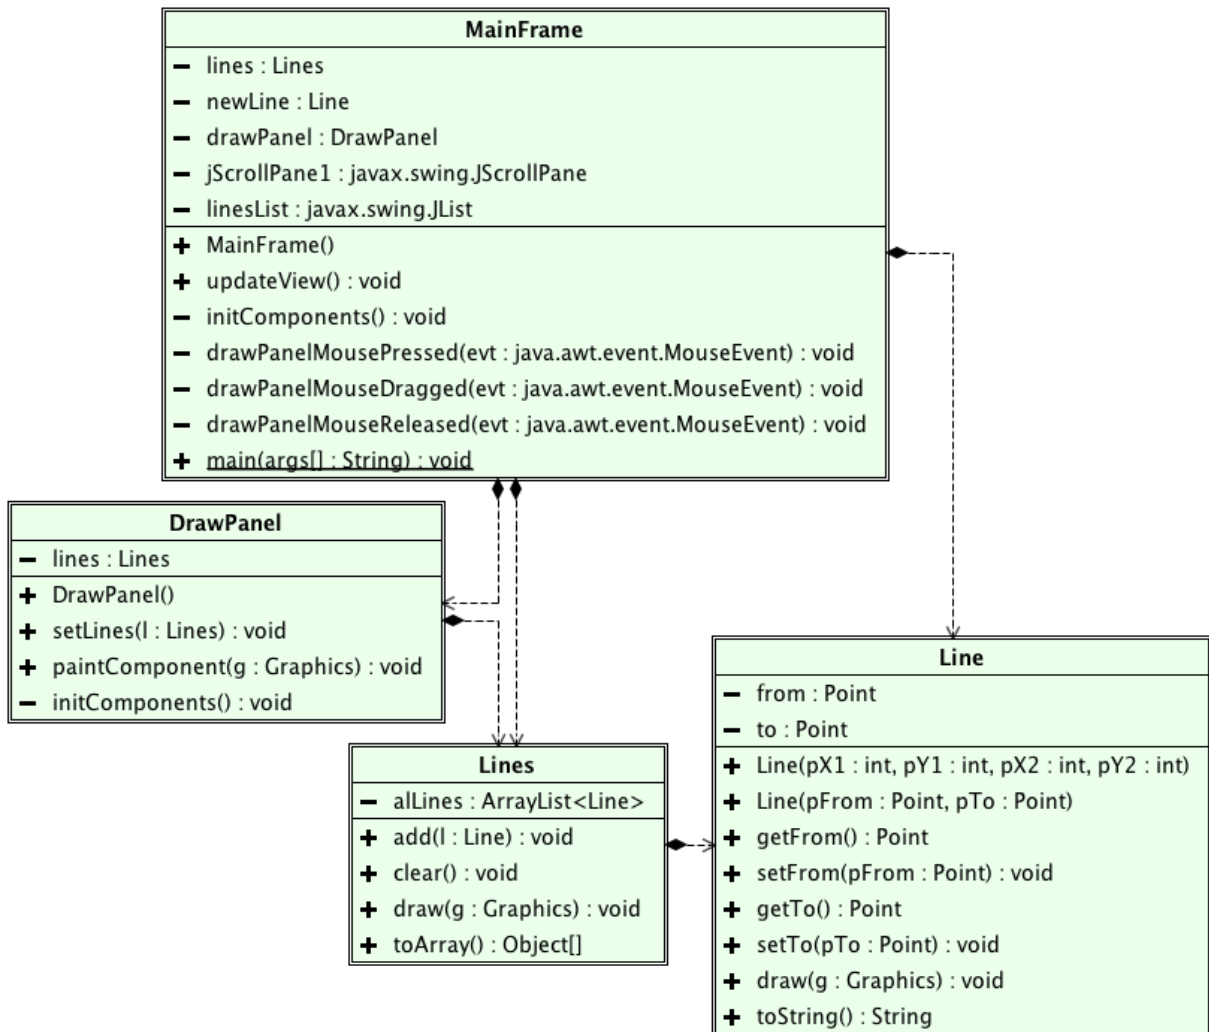 MainFrame
− lines : Lines
− newLine : Line
− drawPanel : DrawPanel
− jScrollPane1 : javax.swing.JScrollPane
− linesList : javax.swing.JList
+ MainFrame()
+ updateView() : void
− initComponents() : void
− drawPanelMousePressed(evt : java.awt.event.MouseEvent) : void
− drawPanelMouseDragged(evt : java.awt.event.MouseEvent) : void
− drawPanelMouseReleased(evt : java.awt.event.MouseEvent) : void
+ main(args[] : String) : void
DrawPanel
− lines : Lines
+ DrawPanel()
+ setLines(l : Lines) : void
+ paintComponent(g : Graphics) : void
− initComponents() : void
Lines
− alLines : ArrayList<Line>
+ add(l : Line) : void
+ clear() : void
+ draw(g : Graphics) : void
+ toArray() : Object[]
Line
− from : Point
− to : Point
+ Line(pX1 : int, pY1 : int, pX2 : int, pY2 : int)
+ Line(pFrom : Point, pTo : Point)
+ getFrom() : Point
+ setFrom(pFrom : Point) : void
+ getTo() : Point
+ setTo(pTo : Point) : void
+ draw(g : Graphics) : void
+ toString() : String